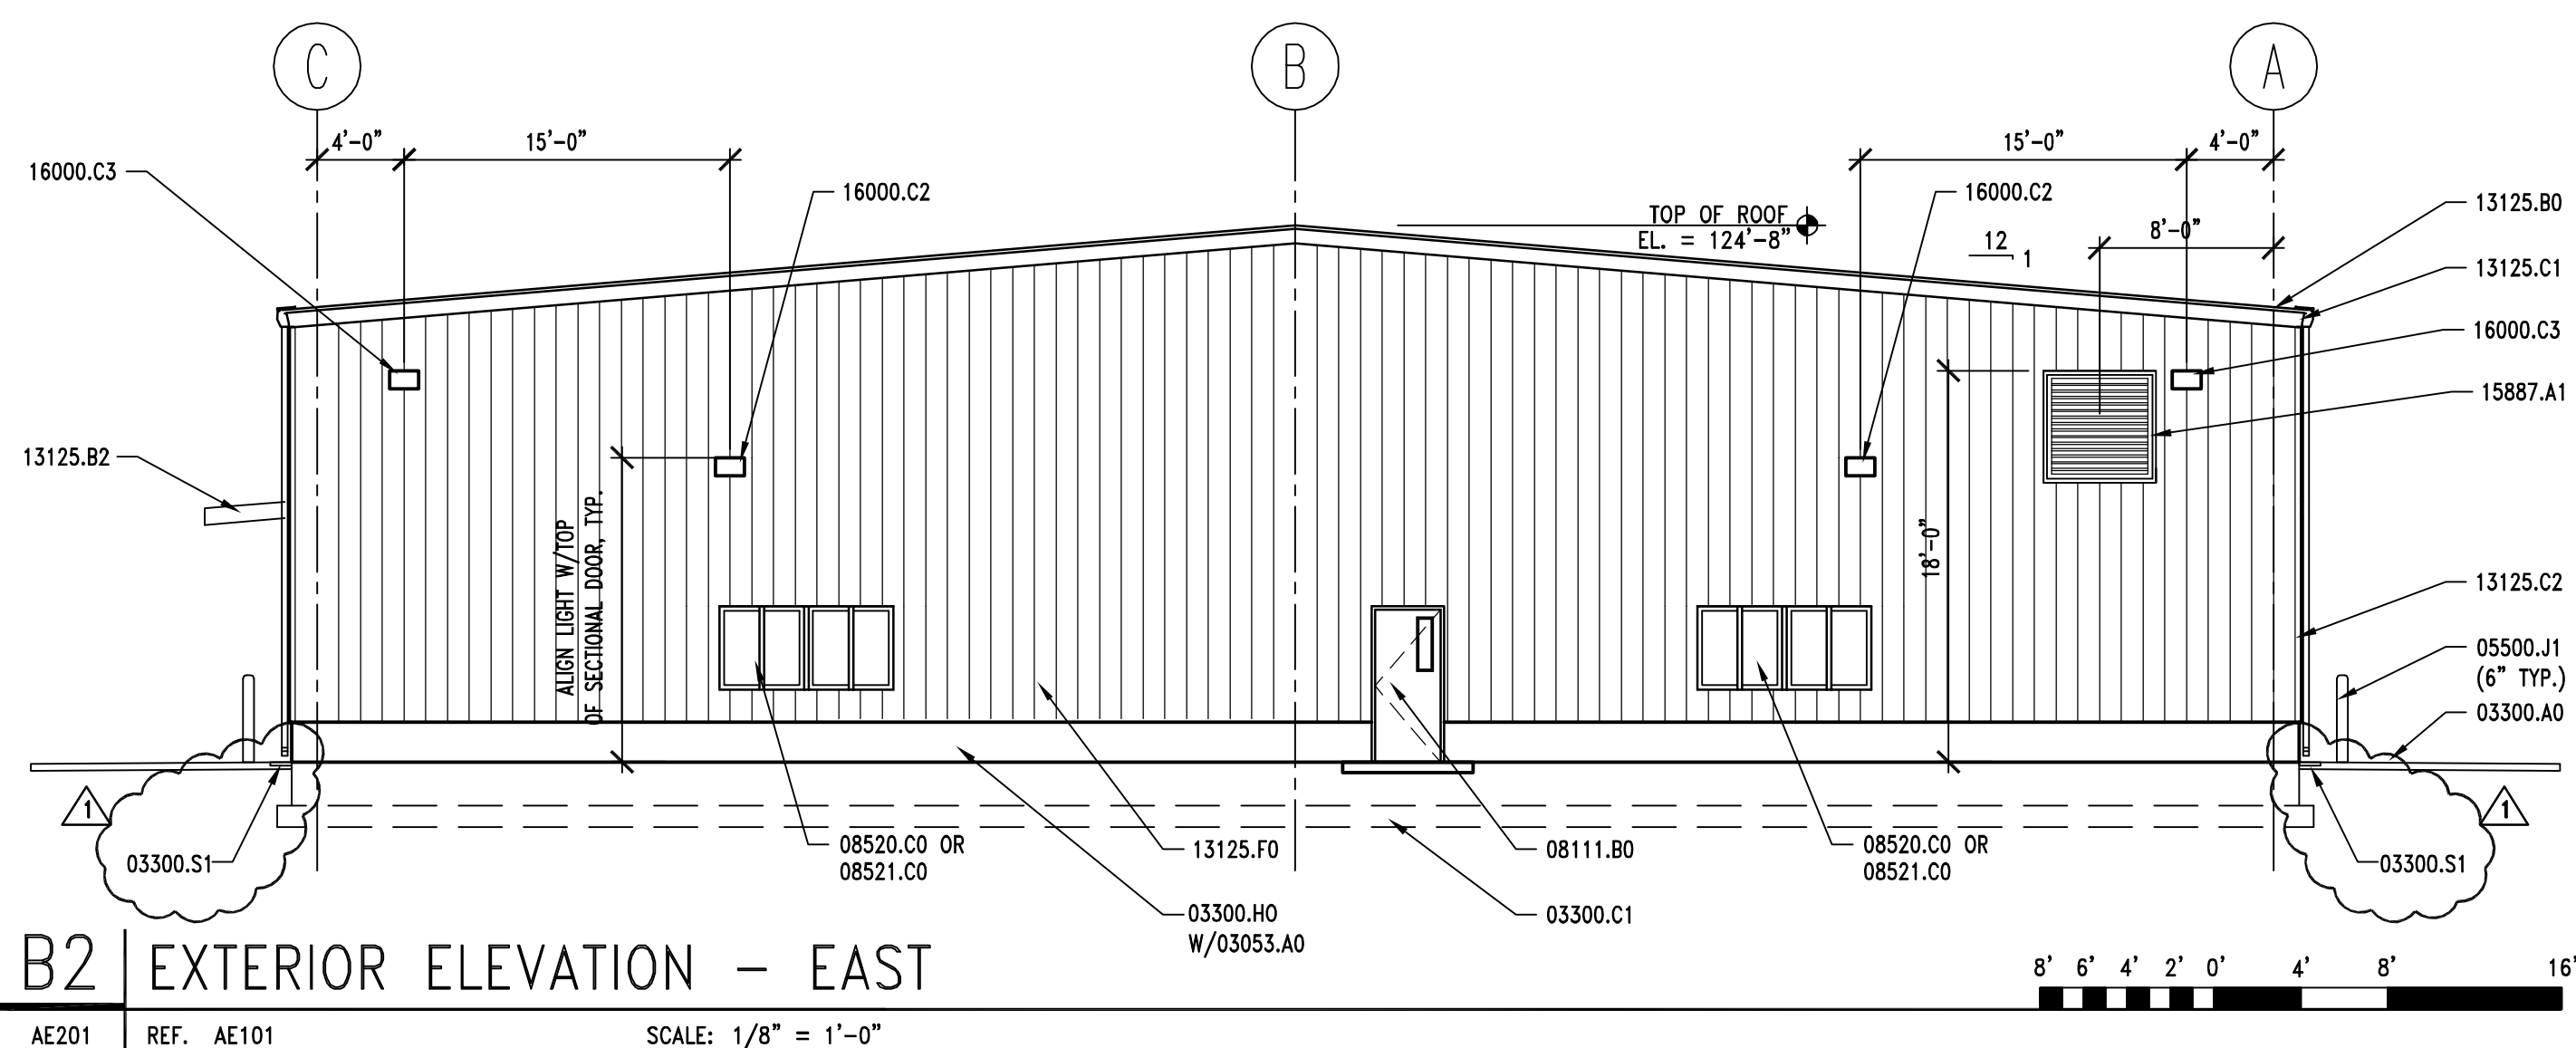 C
B
A
4'-0"
15'-0"
15'-0"
4'-0"
16000.C3
16000.C2
16000.C2
TOP OF ROOF
EL. = 124'-8"
12
1
8'-0"
13125.B0
13125.C1
16000.C3
15887.A1
13125.B2
ALIGN LIGHT W/TOP
OF SECTIONAL DOOR, TYP.
18'-0"
13125.C2
05500.J1
(6" TYP.)
03300.A0
1
1
03300.S1
08520.C0 OR
08521.C0
13125.F0
08111.B0
08520.C0 OR
08521.C0
03300.S1
03300.H0
W/03053.A0
03300.C1
B2
EXTERIOR ELEVATION - EAST
8' 6' 4' 2' 0' 4' 8' 16'
AE201
REF. AE101
SCALE: 1/8" = 1'-0"